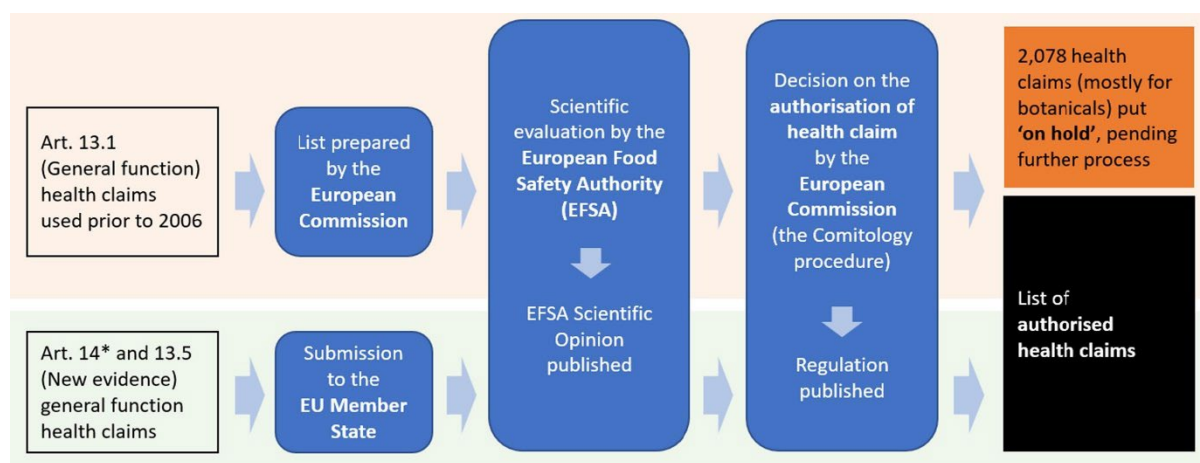 Art. 13.1
(General function)
health claims
used prior to 2006
List prepared
by the
European
Commission
Scientific
evaluation by the
European Food
Safety Authority
(EFSA)
EFSA Scientific
Opinion
published
Decision on the
authorisation of
health claim
by the
European
Commission
(the Comitology
procedure)
Regulation
published
2,078 health
claims (mostly for
botanicals) put
‘on hold’, pending
further process
List of
authorised
health claims
Art. 14* and 13.5
(New evidence)
general function
health claims
Submission
to the
EU Member
State